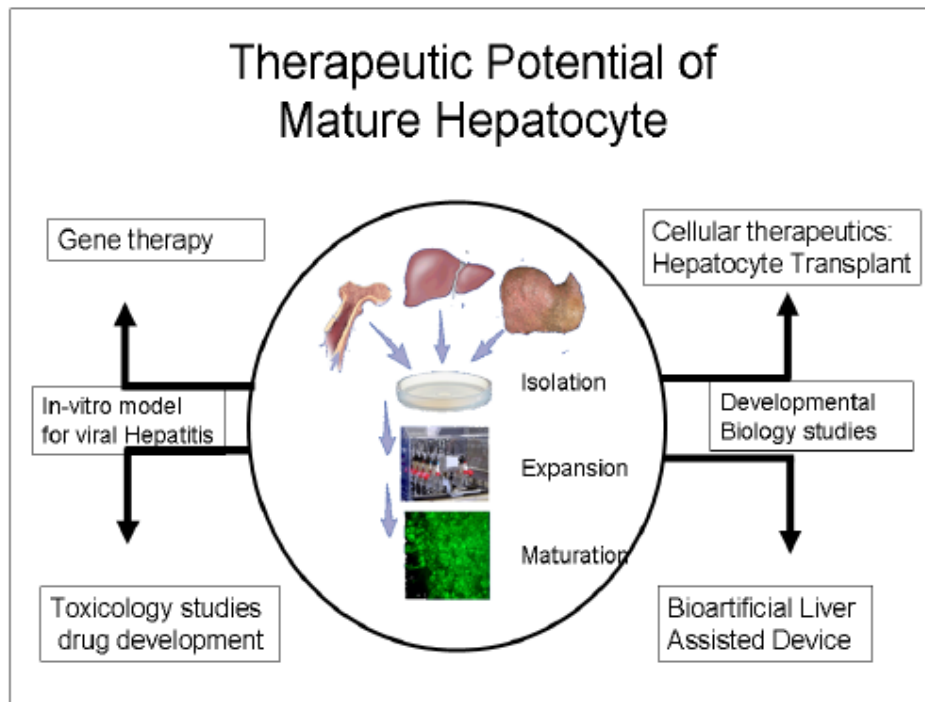 Therapeutic Potential of
Mature Hepatocyte
Gene therapy
Cellular therapeutics:
Hepatocyte Transplant
Isolation
In-vitro model
for viral Hepatitis
Developmental
Biology studies
Expansion
Maturation
Toxicology studies
drug development
Bioartificial Liver
Assisted Device